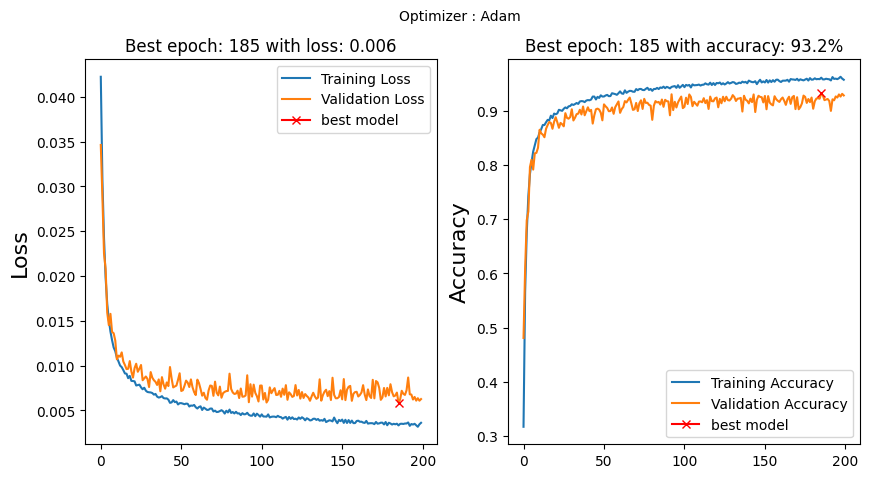 Optimizer : Adam
Best epoch: 185 with loss: 0.006
Training Loss
Validation Loss
best model
0.040
0.035
0.030
0.025
0.020
0.015
0.010
0.005
Loss
0
50
100
150
200
Best epoch: 185 with accuracy: 93.2%
0.9
0.8
0.7
0.6
0.5
0.4
0.3
Accuracy
Training Accuracy
Validation Accuracy
best model
0
50
100
150
200